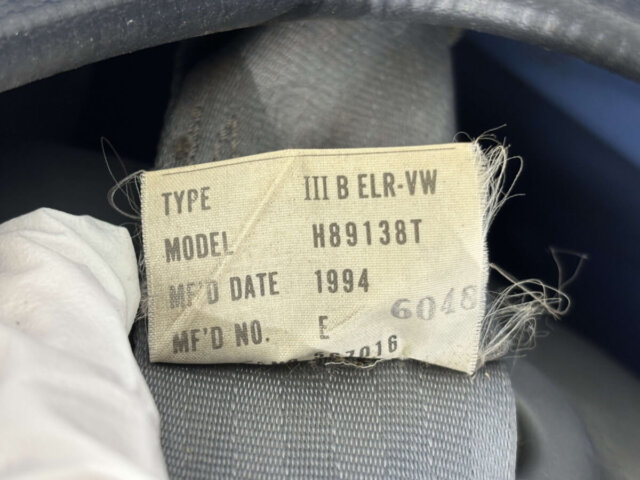 TYPE III B ELR-VW
MODEL H89138T
MF'D DATE 1994
MF'D NO. E 6048